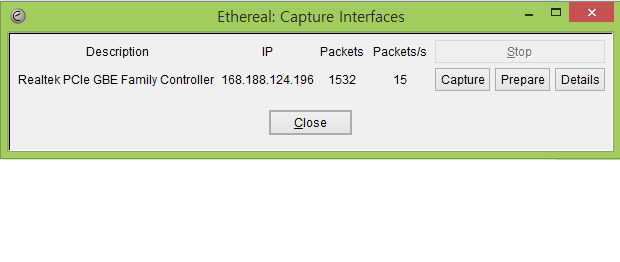 Ethereal: Capture Interfaces
Description IP Packets Packets/s Stop
Realtek PCIe GBE Family Controller 168.188.124.196 1532 15 Capture Prepare Details
Close